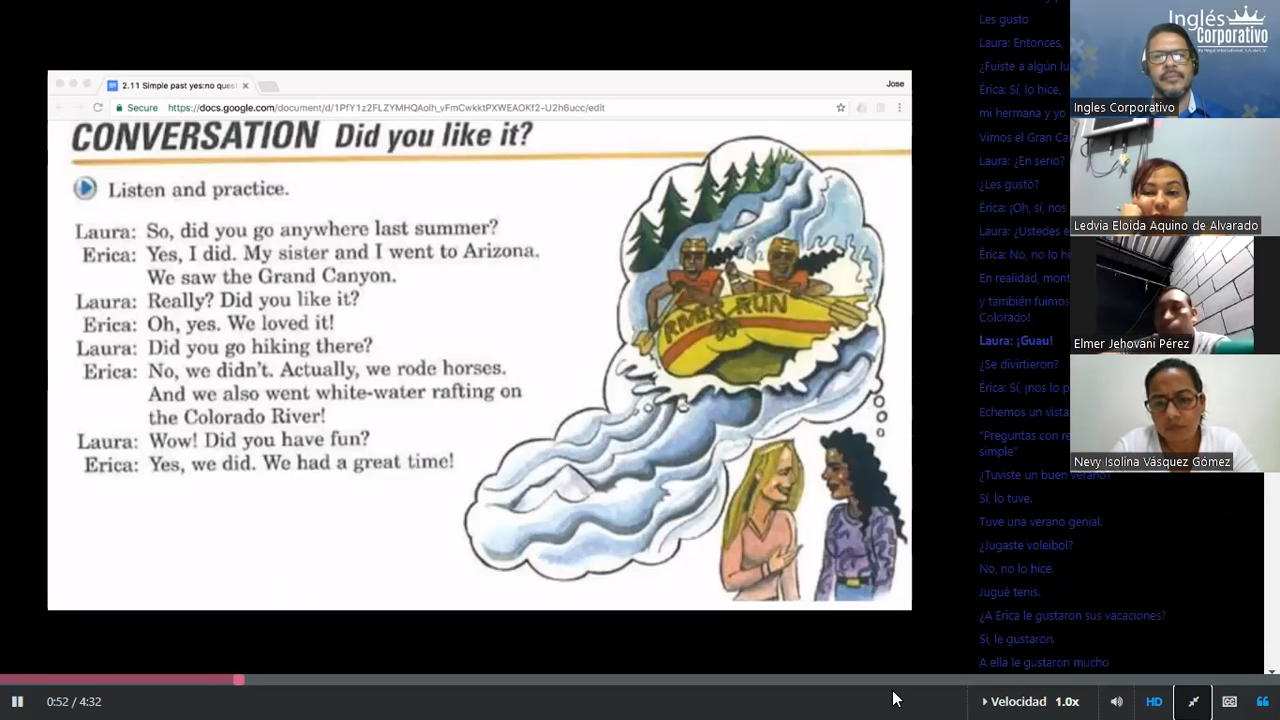 2.11 Simple past yes:no ques
Jose
Secure https://docs.google.com/document/d/1PfY1z2FLZYMHQAolh_vFmCwkktPXWEAOKf2-U2h6ucc/edit
CONVERSATION Did you like it?
Listen and practice.
Laura: So, did you go anywhere last summer?
Erica: Yes, I did. My sister and I went to Arizona.
We saw the Grand Canyon.
Laura: Really? Did you like it?
Erica: Oh, yes. We loved it!
Laura: Did you go hiking there?
Erica: No, we didn't. Actually, we rode horses.
And we also went white-water rafting on
the Colorado River!
Laura: Wow! Did you have fun?
Erica: Yes, we did. We had a great time!
RIVER RUN
Les gusto
Laura: Entonces,
¿Fuiste a algún lu
Érica: Sí, lo hice,
mi hermana y yo
Vimos el Gran Ca
Laura: ¿En serio?
¿Les gustó?
Érica: ¡Oh, sí, nos
Laura: ¿Ustedes e
Érica: No, no lo hi
En realidad, mont
y también fuimos
Colorado!
Laura: ¡Guau!
¿Se divirtieron?
Érica: Sí, ¡nos lo p
Echemos un vista
"Preguntas con re
simple"
¿Tuviste un buen verano?
Sí, lo tuve.
Tuve una verano genial.
¿Jugaste voleibol?
No, no lo hice.
Jugué tenis.
¿A Erica le gustaron sus vacaciones?
Si, le gustaron.
A ella le gustaron mucho
Inglés
Corporativo
Ingles Corporativo
Ledvia Eloida Aquino de Alvarado
Elmer Jehovani Pérez
Nevy Isolina Vásquez Gómez
0:52 / 4:32
Velocidad 1.0x
HD